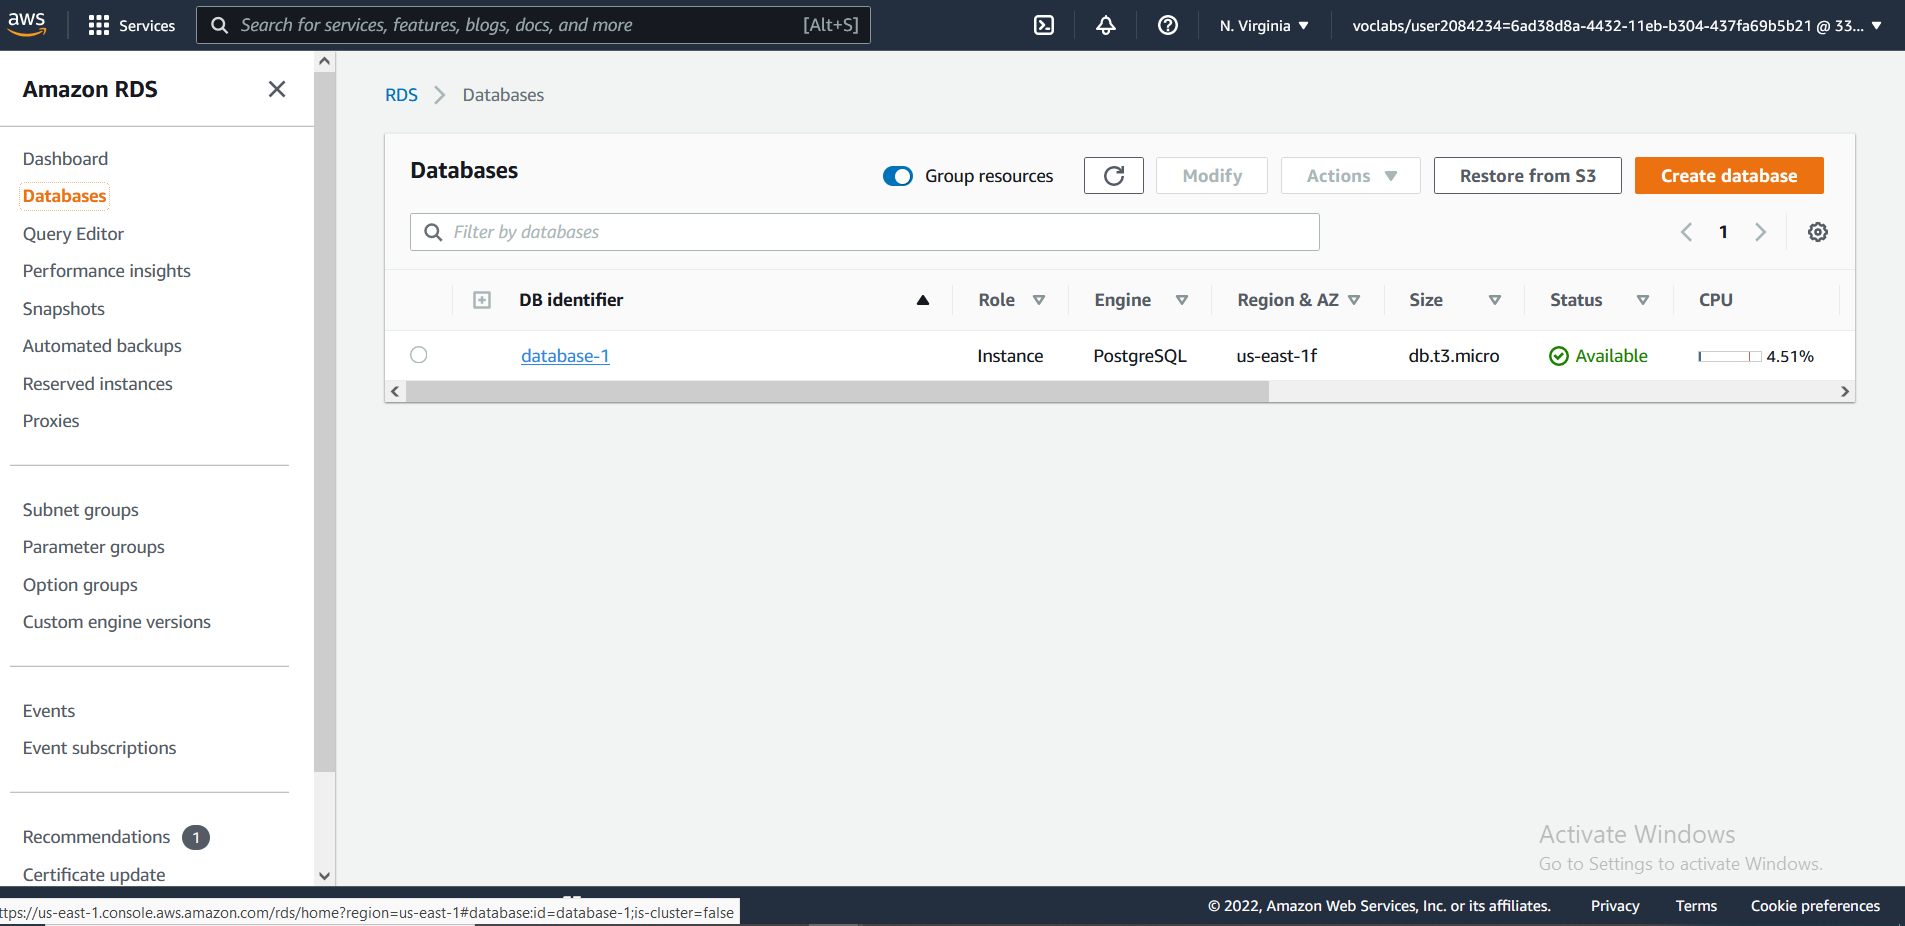 aws
Services
Search for services, features, blogs, docs, and more [Alt+S]
N. Virginia
voclabs/user2084234=6ad38d8a-4432-11eb-b304-437fa69b5b21 @ 33...
Amazon RDS
Dashboard
Databases
Query Editor
Performance insights
Snapshots
Automated backups
Reserved instances
Proxies
Subnet groups
Parameter groups
Option groups
Custom engine versions
Events
Event subscriptions
Recommendations 1
Certificate update
RDS > Databases
Databases
Group resources
Modify
Actions
Restore from S3
Create database
Filter by databases
1
DB identifier Role Engine Region & AZ Size Status CPU
database-1 Instance PostgreSQL us-east-1f db.t3.micro Available 4.51%
Activate Windows
Go to Settings to activate Windows.
ttps://us-east-1.console.aws.amazon.com/rds/home?region=us-east-1#database:id=database-1;is-cluster=false
© 2022, Amazon Web Services, Inc. or its affiliates. Privacy Terms Cookie preferences